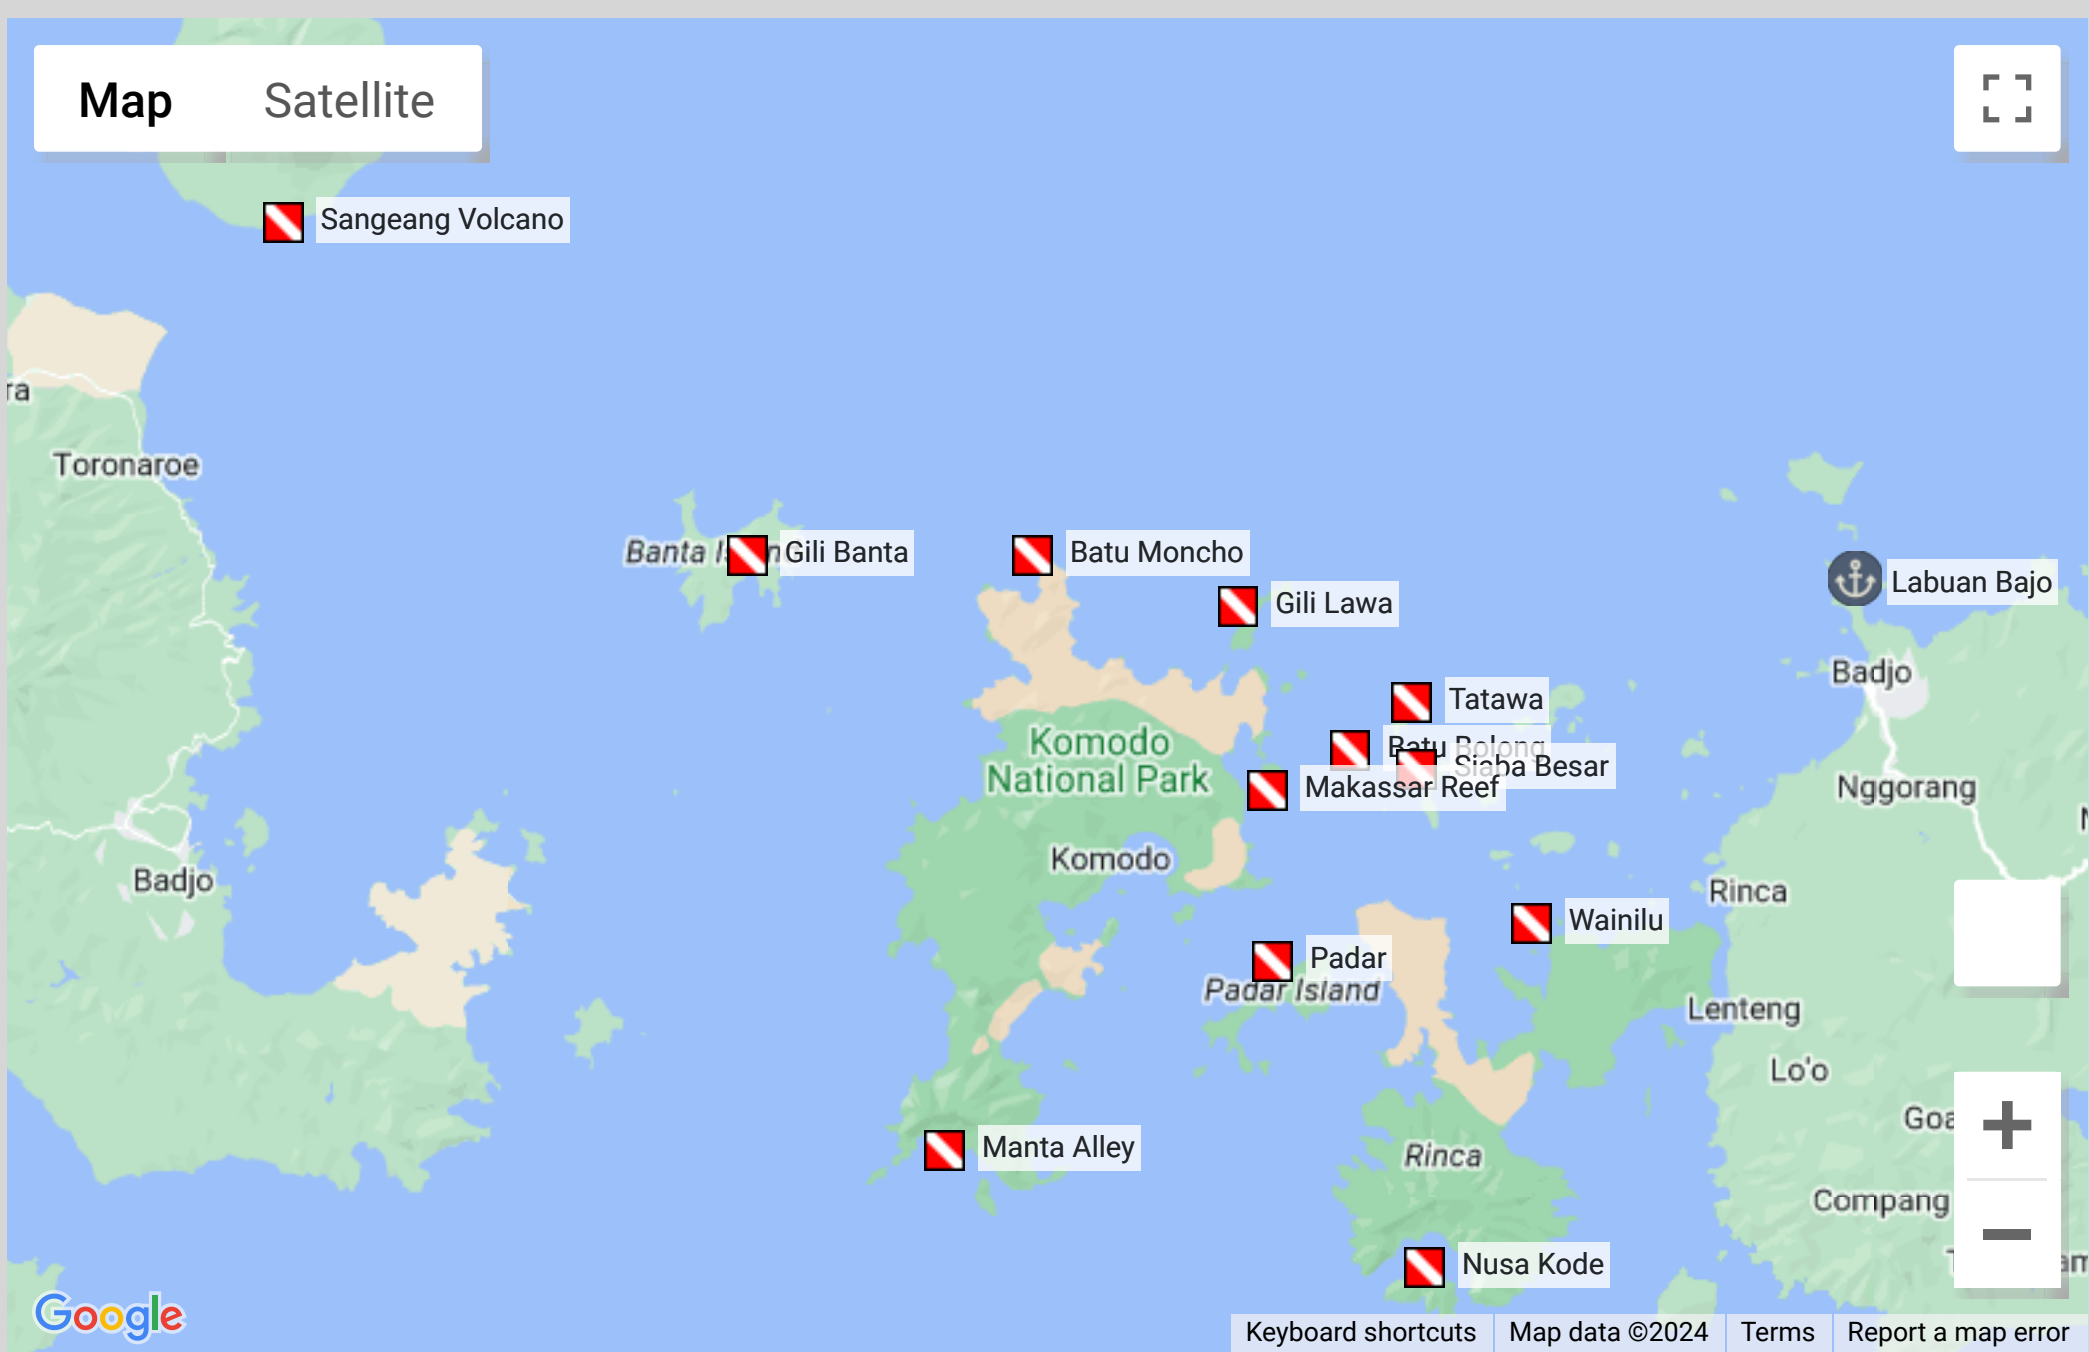 Map
Satellite
Sangeang Volcano
ra
Toronaroe
Gili Banta
Batu Moncho
Gili Lawa
Labuan Bajo
Badjo
Tatawa
Batu Bolong
Siaba Besar
Makassar Reef
Komodo
National Park
Nggorang
Komodo
Badjo
Rinca
Wainilu
Padar
Padar Island
Lenteng
Lo'o
Goa
Manta Alley
Rinca
Compang
Nusa Kode
Google
Keyboard shortcuts
Map data ©2024
Terms
Report a map error